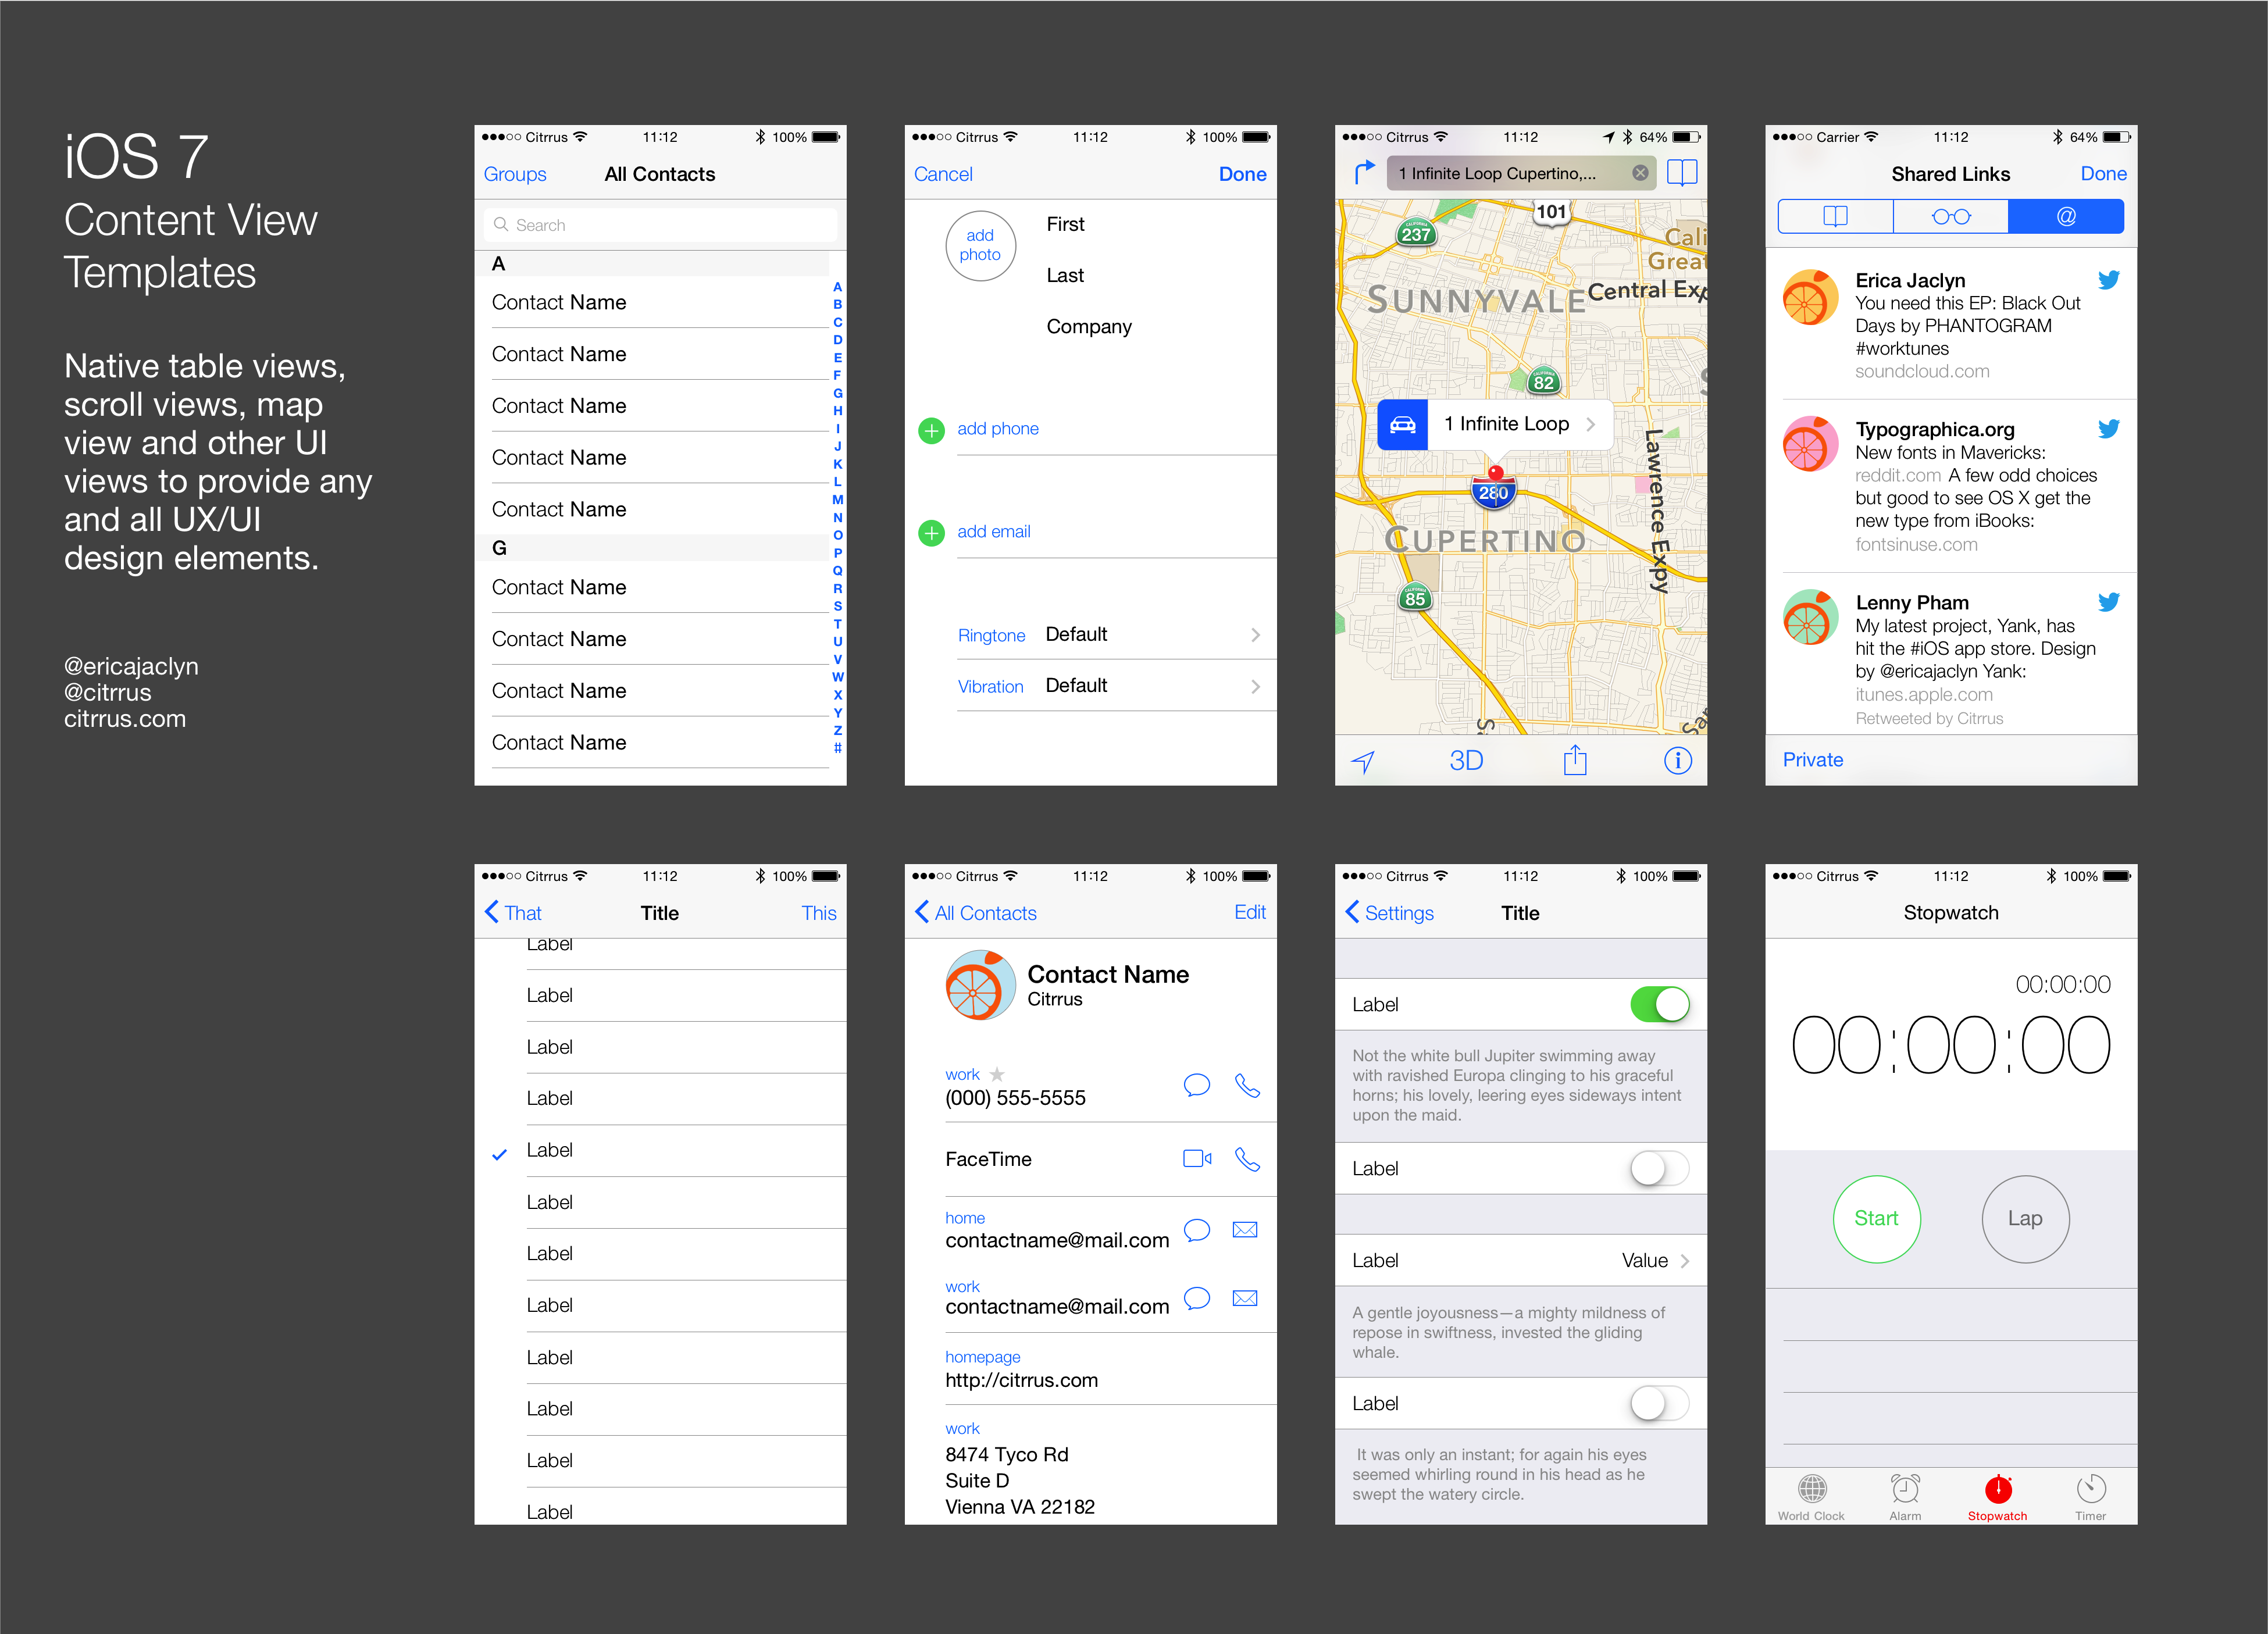 iOS 7
Content View
Templates
Native table views,
scroll views, map
view and other UI
views to provide any
and all UX/UI
design elements.
@ericajaclyn
@citrrus
citrrus.com
Citrrus 11:12 100%
Groups All Contacts
Search
A
Contact Name
Contact Name
Contact Name
Contact Name
Contact Name
G
Contact Name
Contact Name
Contact Name
Contact Name
A
B
C
D
E
F
G
H
I
J
K
L
M
N
O
P
Q
R
S
T
U
V
W
X
Y
Z
#
Citrrus 11:12 100%
Cancel Done
add
photo
First
Last
Company
add phone
add email
Ringtone Default
Vibration Default
Citrrus 11:12 64%
1 Infinite Loop Cupertino,...
101
CALIFORNIA
237
Cali
Great
SUNNYVALE
Central Exp
CALIFORNIA
82
1 Infinite Loop
Lawrence Expy
280
CUPERTINO
CALIFORNIA
85
3D
Carrier 11:12 64%
Shared Links Done
@
Erica Jaclyn
You need this EP: Black Out
Days by PHANTOGRAM
#worktunes
soundcloud.com
Typographica.org
New fonts in Mavericks:
reddit.com A few odd choices
but good to see OS X get the
new type from iBooks:
fontsinuse.com
Lenny Pham
My latest project, Yank, has
hit the #iOS app store. Design
by @ericajaclyn Yank:
itunes.apple.com
Retweeted by Citrrus
Private
Citrrus 11:12 100%
That Title This
Label
Label
Label
Label
Label
Label
Label
Label
Label
Label
Label
Label
Citrrus 11:12 100%
All Contacts Edit
Contact Name
Citrrus
work
(000) 555-5555
FaceTime
home
contactname@mail.com
work
contactname@mail.com
homepage
http://citrrus.com
work
8474 Tyco Rd
Suite D
Vienna VA 22182
Citrrus 11:12 100%
Settings Title
Label
Not the white bull Jupiter swimming away
with ravished Europa clinging to his graceful
horns; his lovely, leering eyes sideways intent
upon the maid.
Label
Label Value
A gentle joyousness—a mighty mildness of
repose in swiftness, invested the gliding
whale.
Label
It was only an instant; for again his eyes
seemed whirling round in his head as he
swept the watery circle.
Citrrus 11:12 100%
Stopwatch
00:00:00
00:00:00
Start Lap
World Clock Alarm Stopwatch Timer